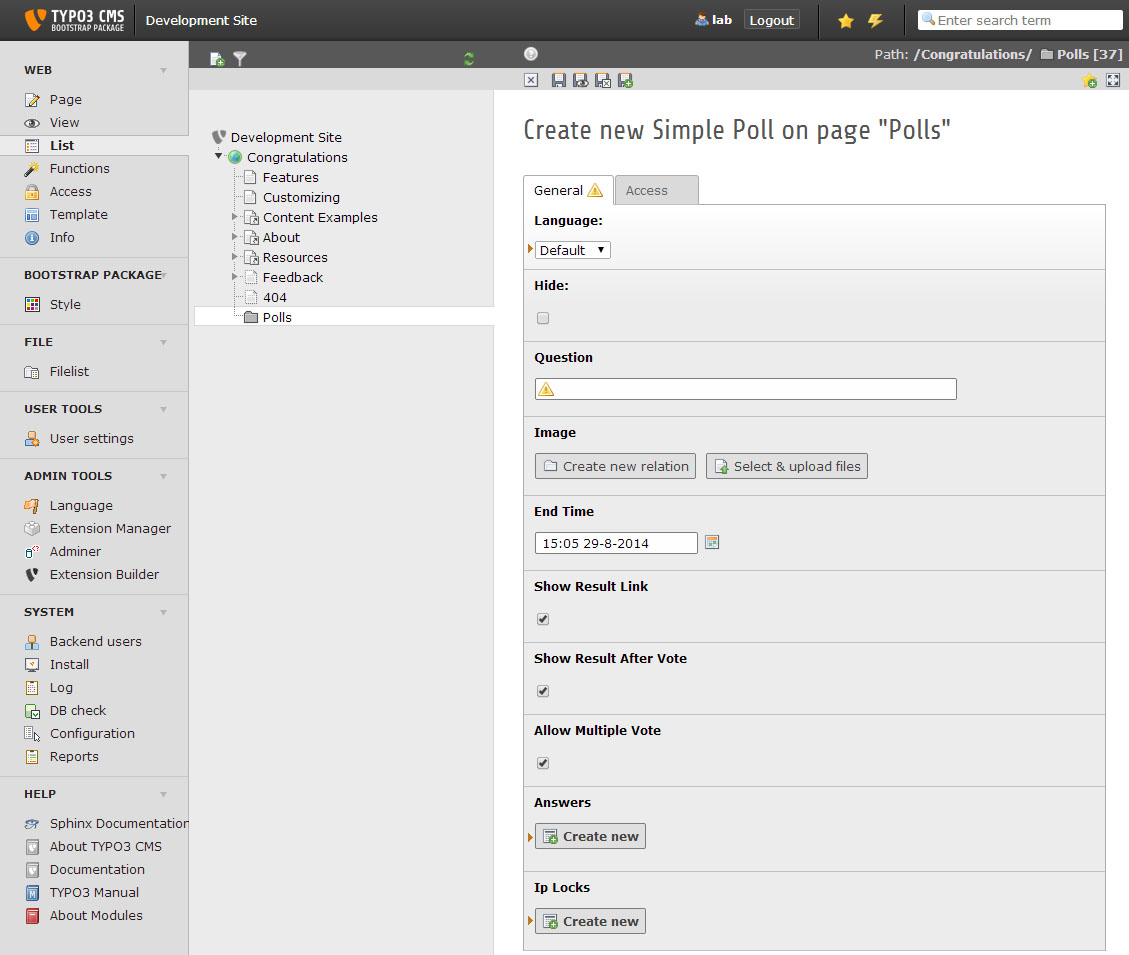 TYPO3 CMS
BOOTSTRAP PACKAGE
Development Site
lab
Logout
Enter search term
Path: /Congratulations/ Polls [37]
WEB
Page
View
List
Functions
Access
Template
Info
BOOTSTRAP PACKAGE
Style
FILE
Filelist
USER TOOLS
User settings
ADMIN TOOLS
Language
Extension Manager
Adminer
Extension Builder
SYSTEM
Backend users
Install
Log
DB check
Configuration
Reports
HELP
Sphinx Documentation
About TYPO3 CMS
Documentation
TYPO3 Manual
About Modules
Development Site
Congratulations
Features
Customizing
Content Examples
About
Resources
Feedback
404
Polls
Create new Simple Poll on page "Polls"
General
Access
Language:
Default
Hide:
Question
Image
Create new relation
Select & upload files
End Time
15:05 29-8-2014
Show Result Link
Show Result After Vote
Allow Multiple Vote
Answers
Create new
Ip Locks
Create new